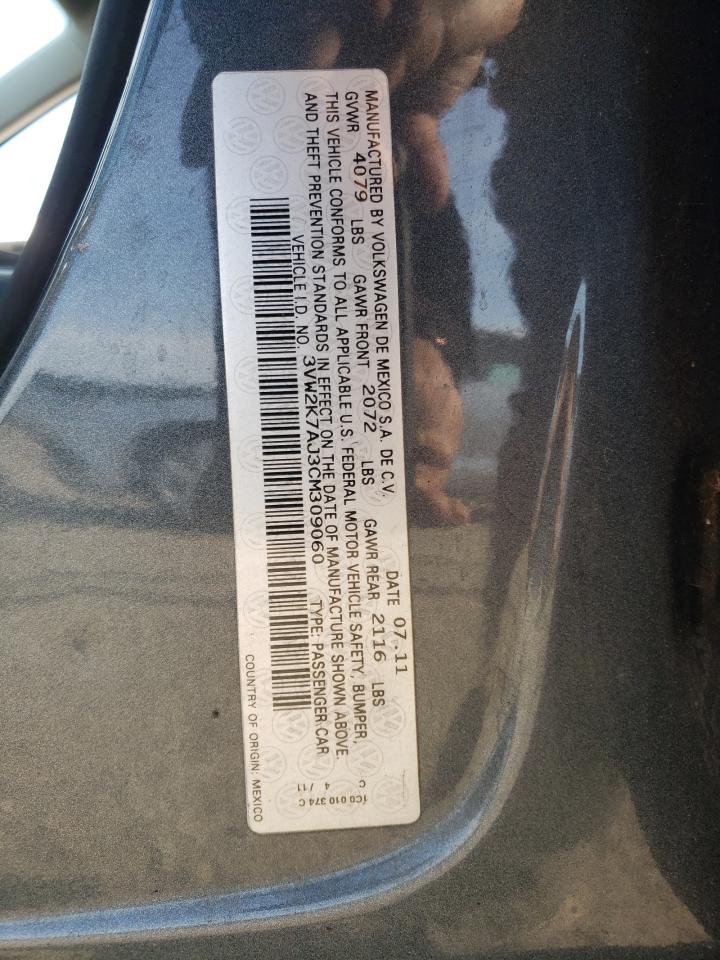 MANUFACTURED BY VOLKSWAGEN DE MEXICO S.A. DE C.V. DATE 07.11
GVWR 4079 LBS GAWR FRONT 2072 LBS GAWR REAR 2116 LBS
THIS VEHICLE CONFORMS TO ALL APPLICABLE U.S. FEDERAL MOTOR VEHICLE SAFETY, BUMPER,
AND THEFT PREVENTION STANDARDS IN EFFECT ON THE DATE OF MANUFACTURE SHOWN ABOVE.
VEHICLE I.D. NO. 3VW2K7AJ3CM309060 TYPE: PASSENGER CAR
COUNTRY OF ORIGIN: MEXICO
1C0 010 374 C
C
4 /11